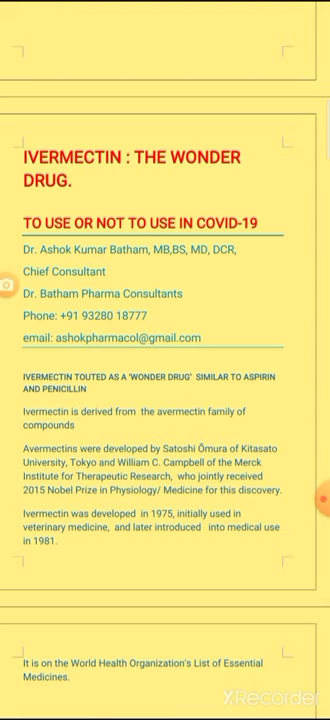 IVERMECTIN : THE WONDER
DRUG.
TO USE OR NOT TO USE IN COVID-19
Dr. Ashok Kumar Batham, MB,BS, MD, DCR,
Chief Consultant
Dr. Batham Pharma Consultants
Phone: +91 93280 18777
email: ashokpharmacol@gmail.com
IVERMECTIN TOUTED AS A 'WONDER DRUG' SIMILAR TO ASPIRIN
AND PENICILLIN
Ivermectin is derived from the avermectin family of
compounds
Avermectins were developed by Satoshi Ōmura of Kitasato
University, Tokyo and William C. Campbell of the Merck
Institute for Therapeutic Research, who jointly received
2015 Nobel Prize in Physiology/ Medicine for this discovery.
Ivermectin was developed in 1975, initially used in
veterinary medicine, and later introduced into medical use
in 1981.
It is on the World Health Organization's List of Essential
Medicines.
XRecorder